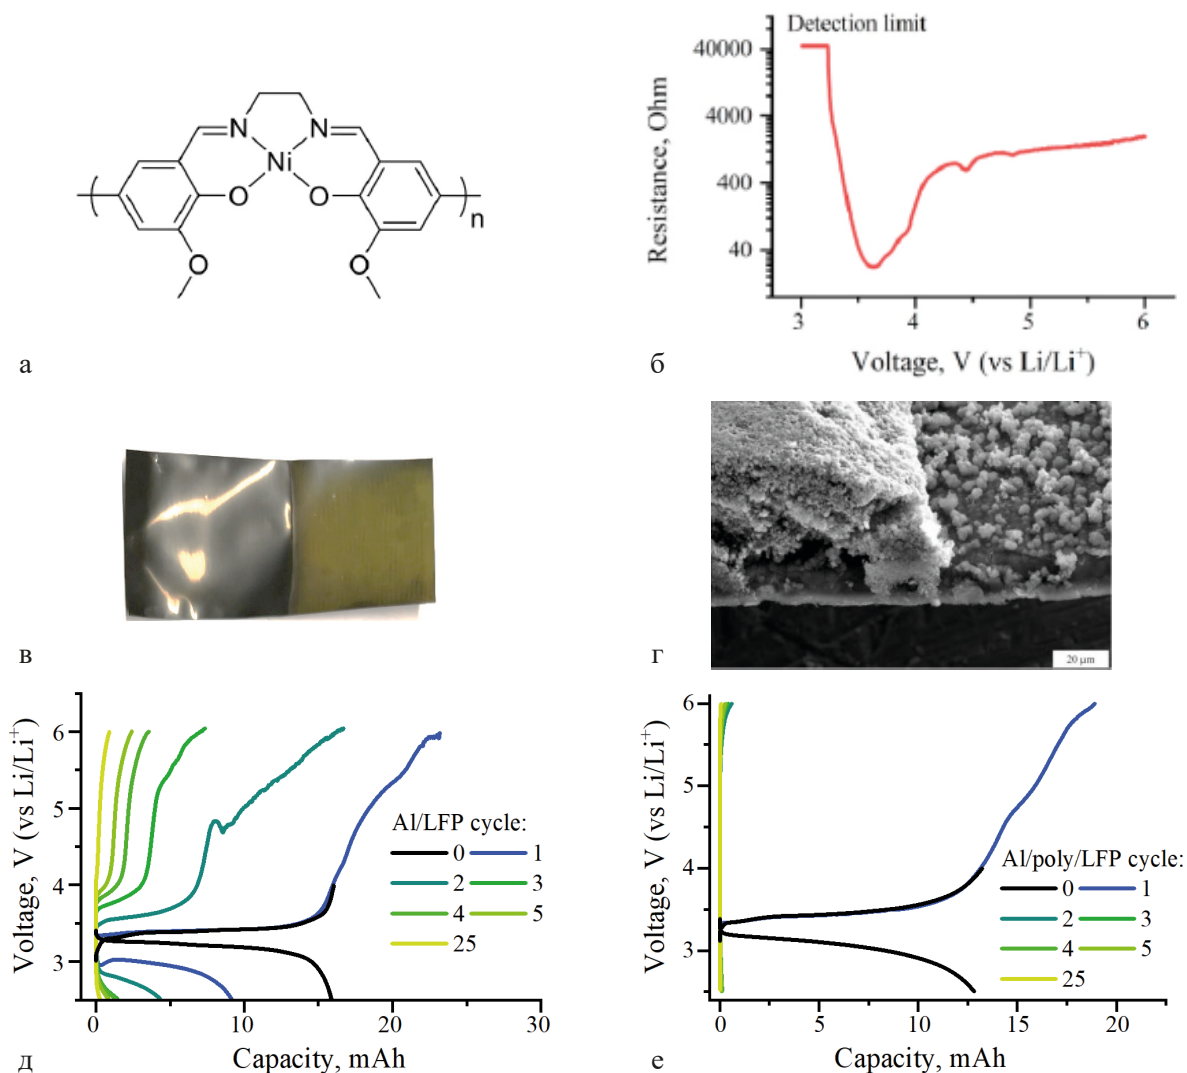 N
N
Ni
O
O
n
O
O
а
Detection limit
40000
4000
400
40
Resistance, Ohm
3
4
5
6
Voltage, V (vs Li/Li⁺)
б
в
20 µm
г
6
5
4
3
Voltage, V (vs Li/Li⁺)
Al/LFP cycle:
0 1
2 3
4 5
25
0
10
20
30
Capacity, mAh
д
6
5
4
3
Voltage, V (vs Li/Li⁺)
Al/poly/LFP cycle:
0 1
2 3
4 5
25
0
5
10
15
20
Capacity, mAh
е